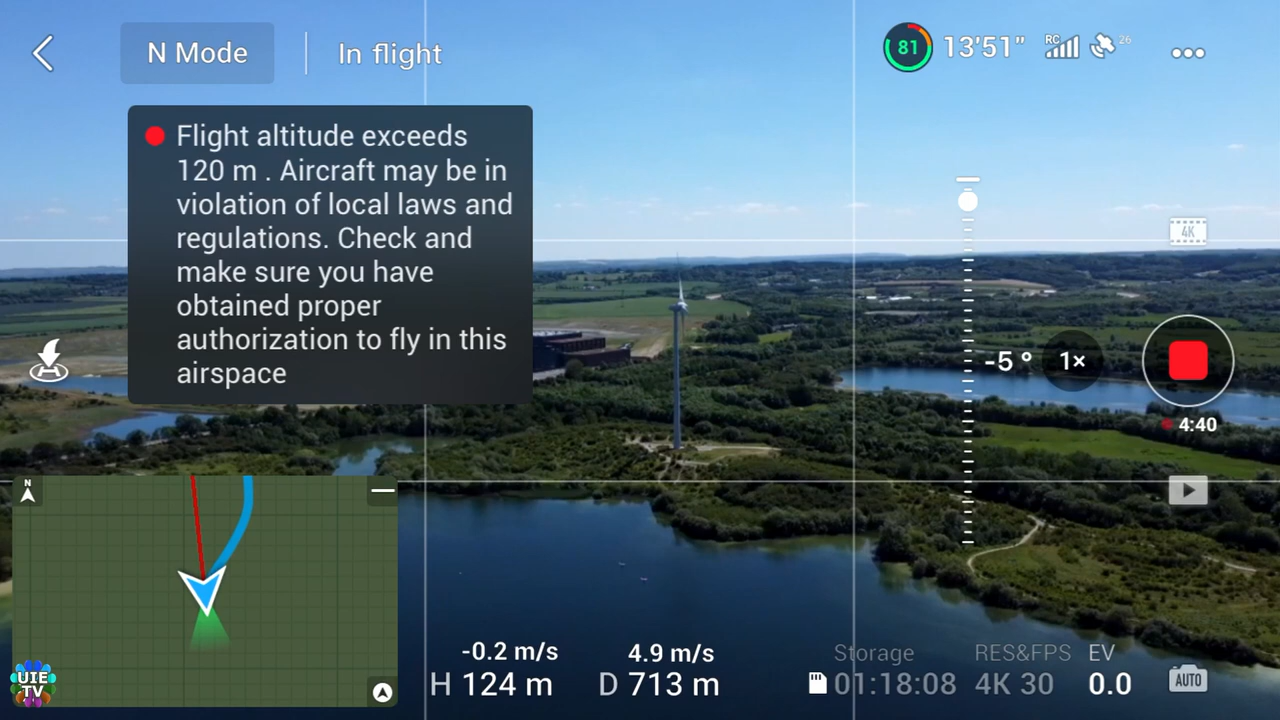 N Mode
In flight
81
13'51"
RC
26
Flight altitude exceeds
120 m . Aircraft may be in
violation of local laws and
regulations. Check and
make sure you have
obtained proper
authorization to fly in this
airspace
4K
-5 °
1×
4:40
N
-0.2 m/s
4.9 m/s
Storage
RES&FPS
EV
H 124 m
D 713 m
01:18:08
4K 30
0.0
AUTO
UIE
TV